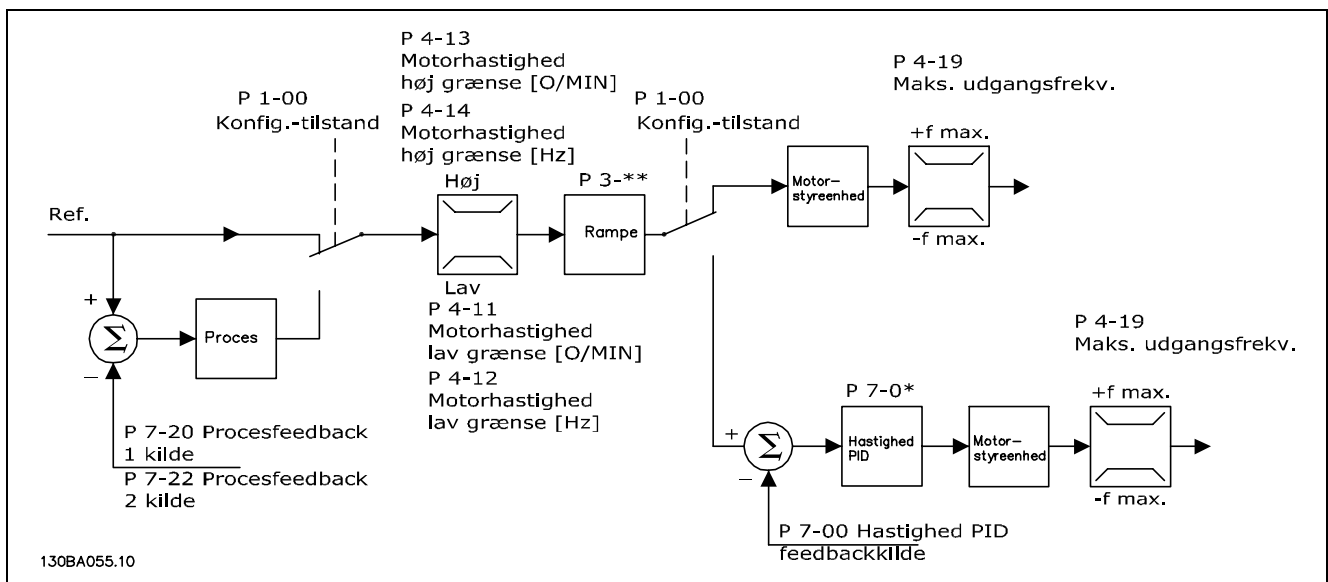 P 4-13
Motorhastighed
høj grænse [O/MIN]
P 4-14
Motorhastighed
høj grænse [Hz]
P 1-00
Konfig.-tilstand
P 1-00
Konfig.-tilstand
P 4-19
Maks. udgangsfrekv.
+f max.
-f max.
Høj
Lav
P 3-**
Rampe
Motor-
styreenhed
Ref.
+
Σ
−
Proces
P 4-11
Motorhastighed
lav grænse [O/MIN]
P 4-12
Motorhastighed
lav grænse [Hz]
P 7-20 Procesfeedback
1 kilde
P 7-22 Procesfeedback
2 kilde
P 4-19
Maks. udgangsfrekv.
+f max.
-f max.
P 7-0*
+
Σ
−
Hastighed
PID
Motor-
styreenhed
P 7-00 Hastighed PID
feedbackkilde
130BA055.10